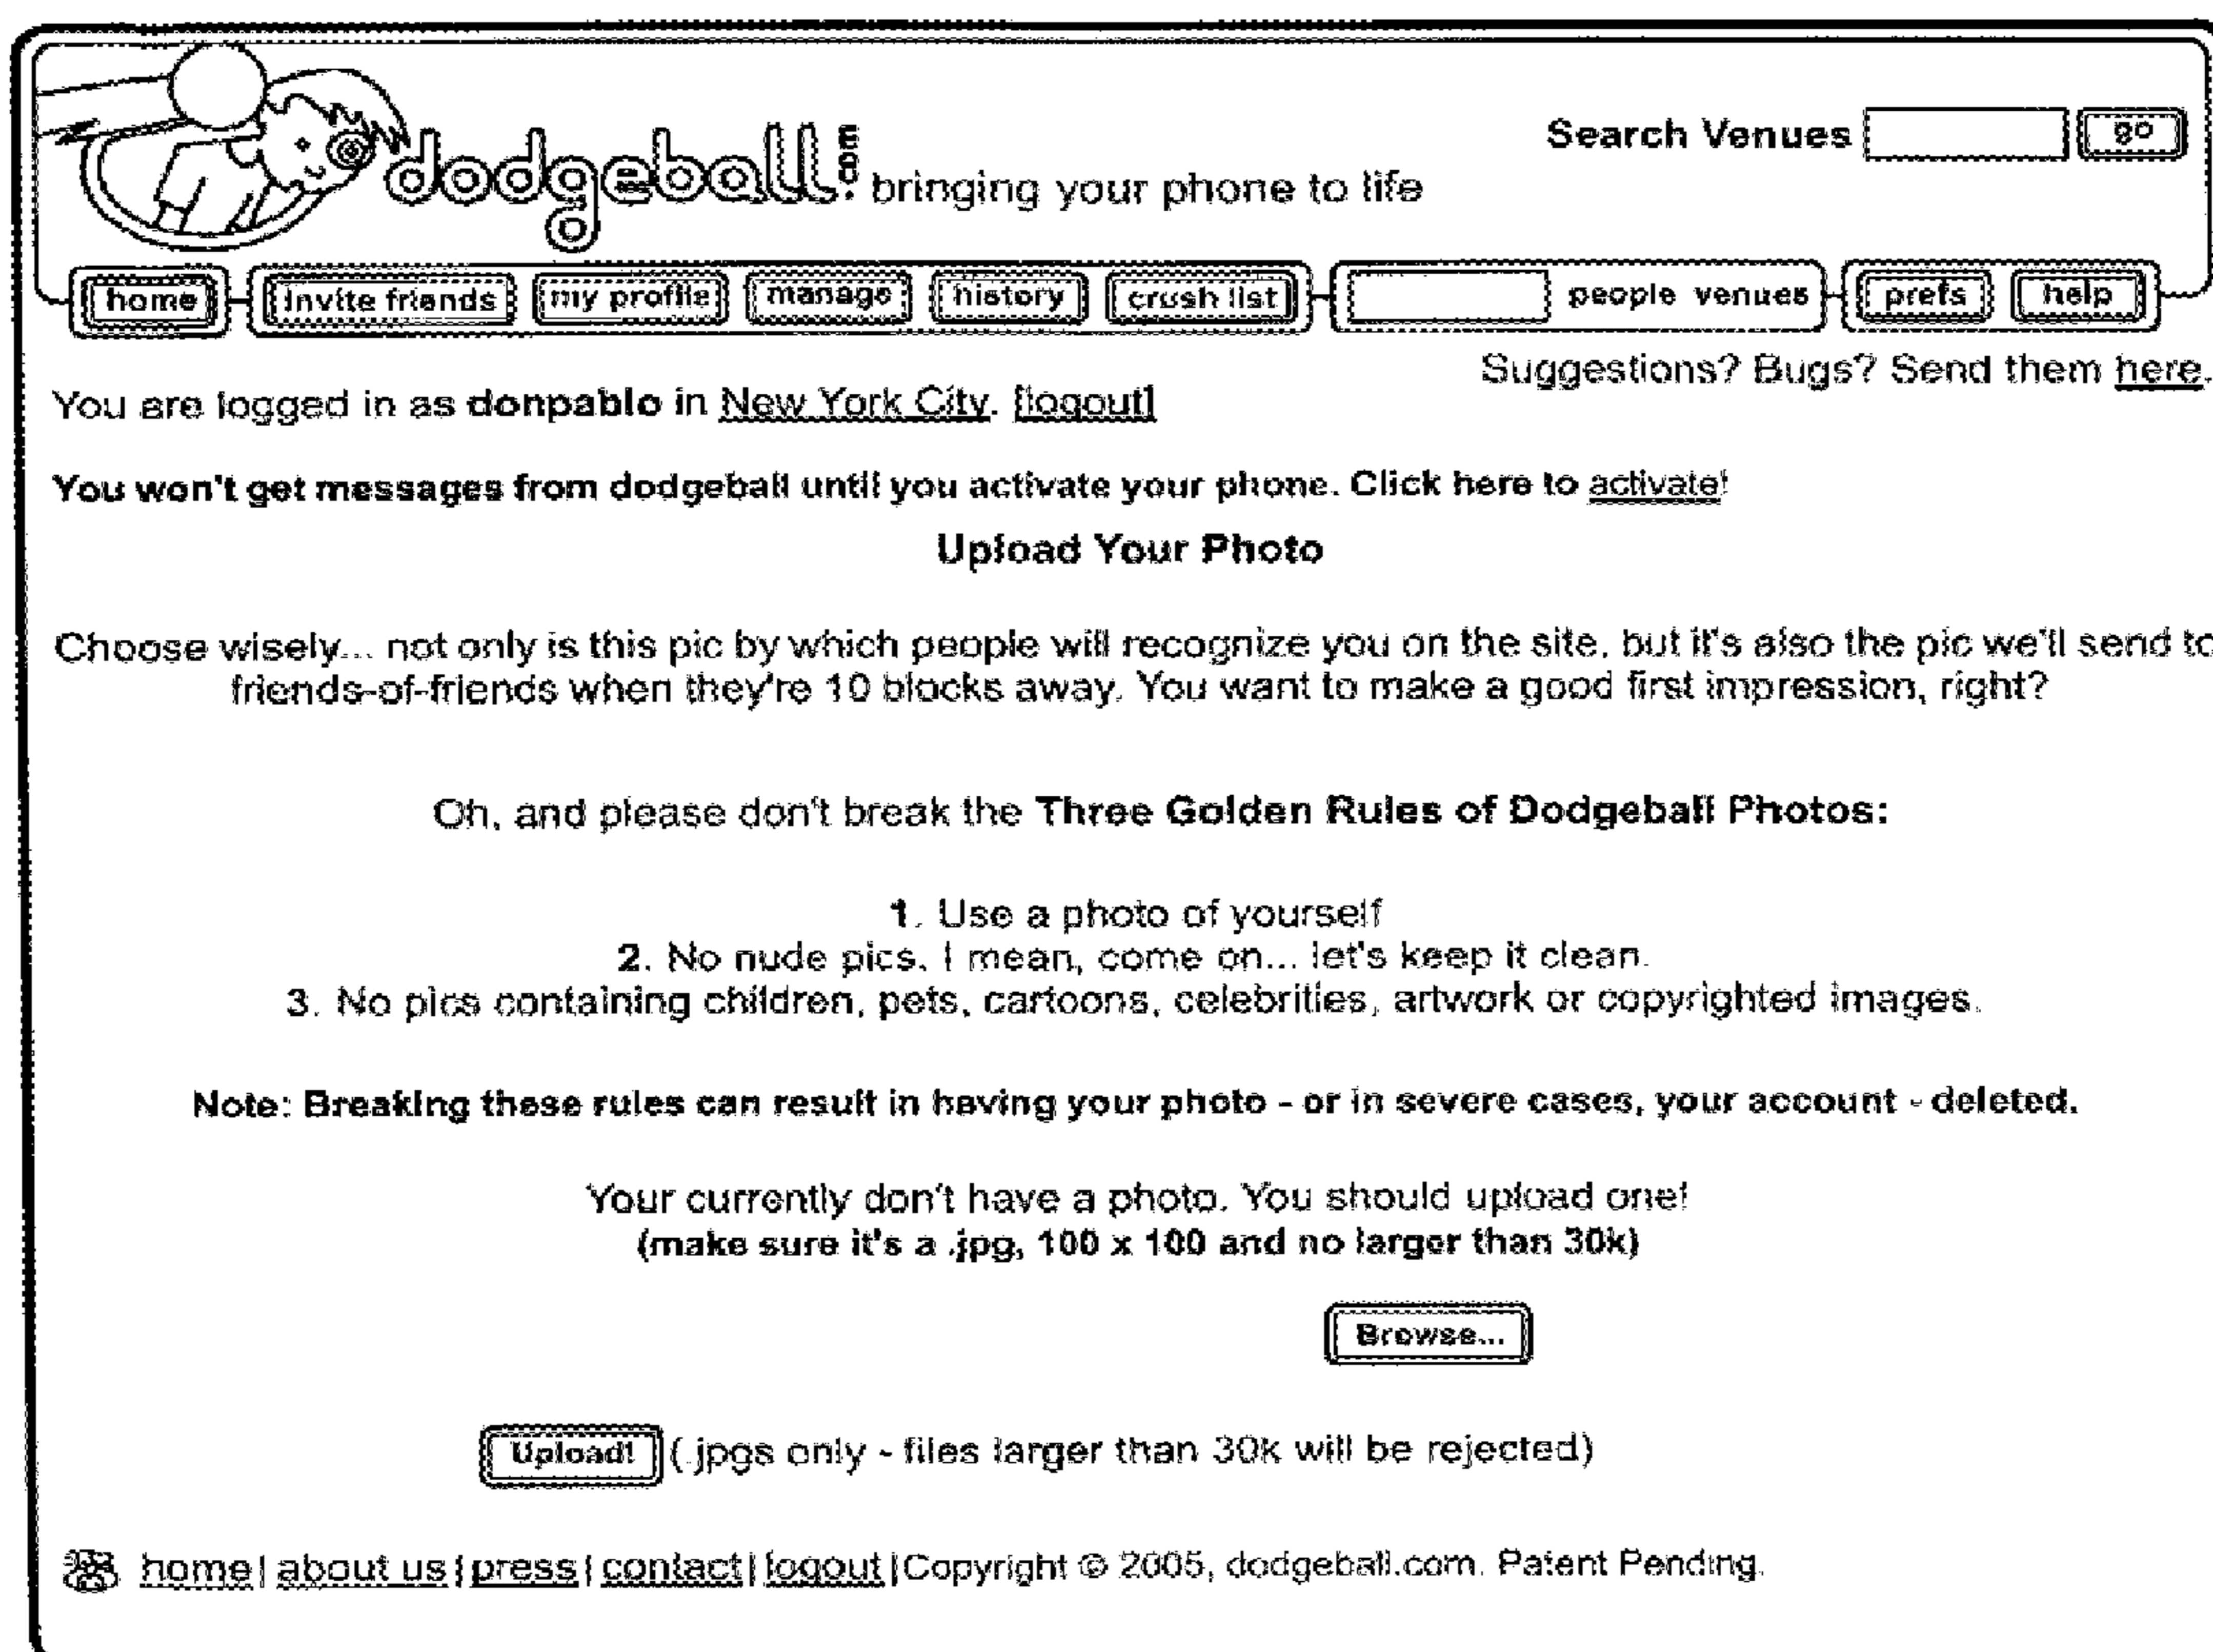 Search Venues go
dodgeball.com bringing your phone to life
home invite friends my profile manage history crush list people venues prefs help
Suggestions? Bugs? Send them here.
You are logged in as donpablo in New York City. [logout]
You won't get messages from dodgeball until you activate your phone. Click here to activate!
Upload Your Photo
Choose wisely... not only is this pic by which people will recognize you on the site, but it's also the pic we'll send to
friends-of-friends when they're 10 blocks away. You want to make a good first impression, right?
Oh, and please don't break the Three Golden Rules of Dodgeball Photos:
1. Use a photo of yourself
2. No nude pics. I mean, come on... let's keep it clean.
3. No pics containing children, pets, cartoons, celebrities, artwork or copyrighted images.
Note: Breaking these rules can result in having your photo - or in severe cases, your account - deleted.
Your currently don't have a photo. You should upload one!
(make sure it's a .jpg, 100 x 100 and no larger than 30k)
Browse...
Upload! (.jpgs only - files larger than 30k will be rejected)
home | about us | press | contact | logout | Copyright © 2005, dodgeball.com. Patent Pending.